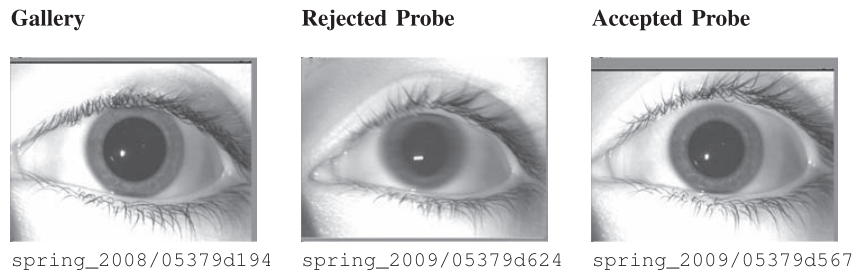 Gallery
Rejected Probe
Accepted Probe
spring_2008/05379d194
spring_2009/05379d624
spring_2009/05379d567